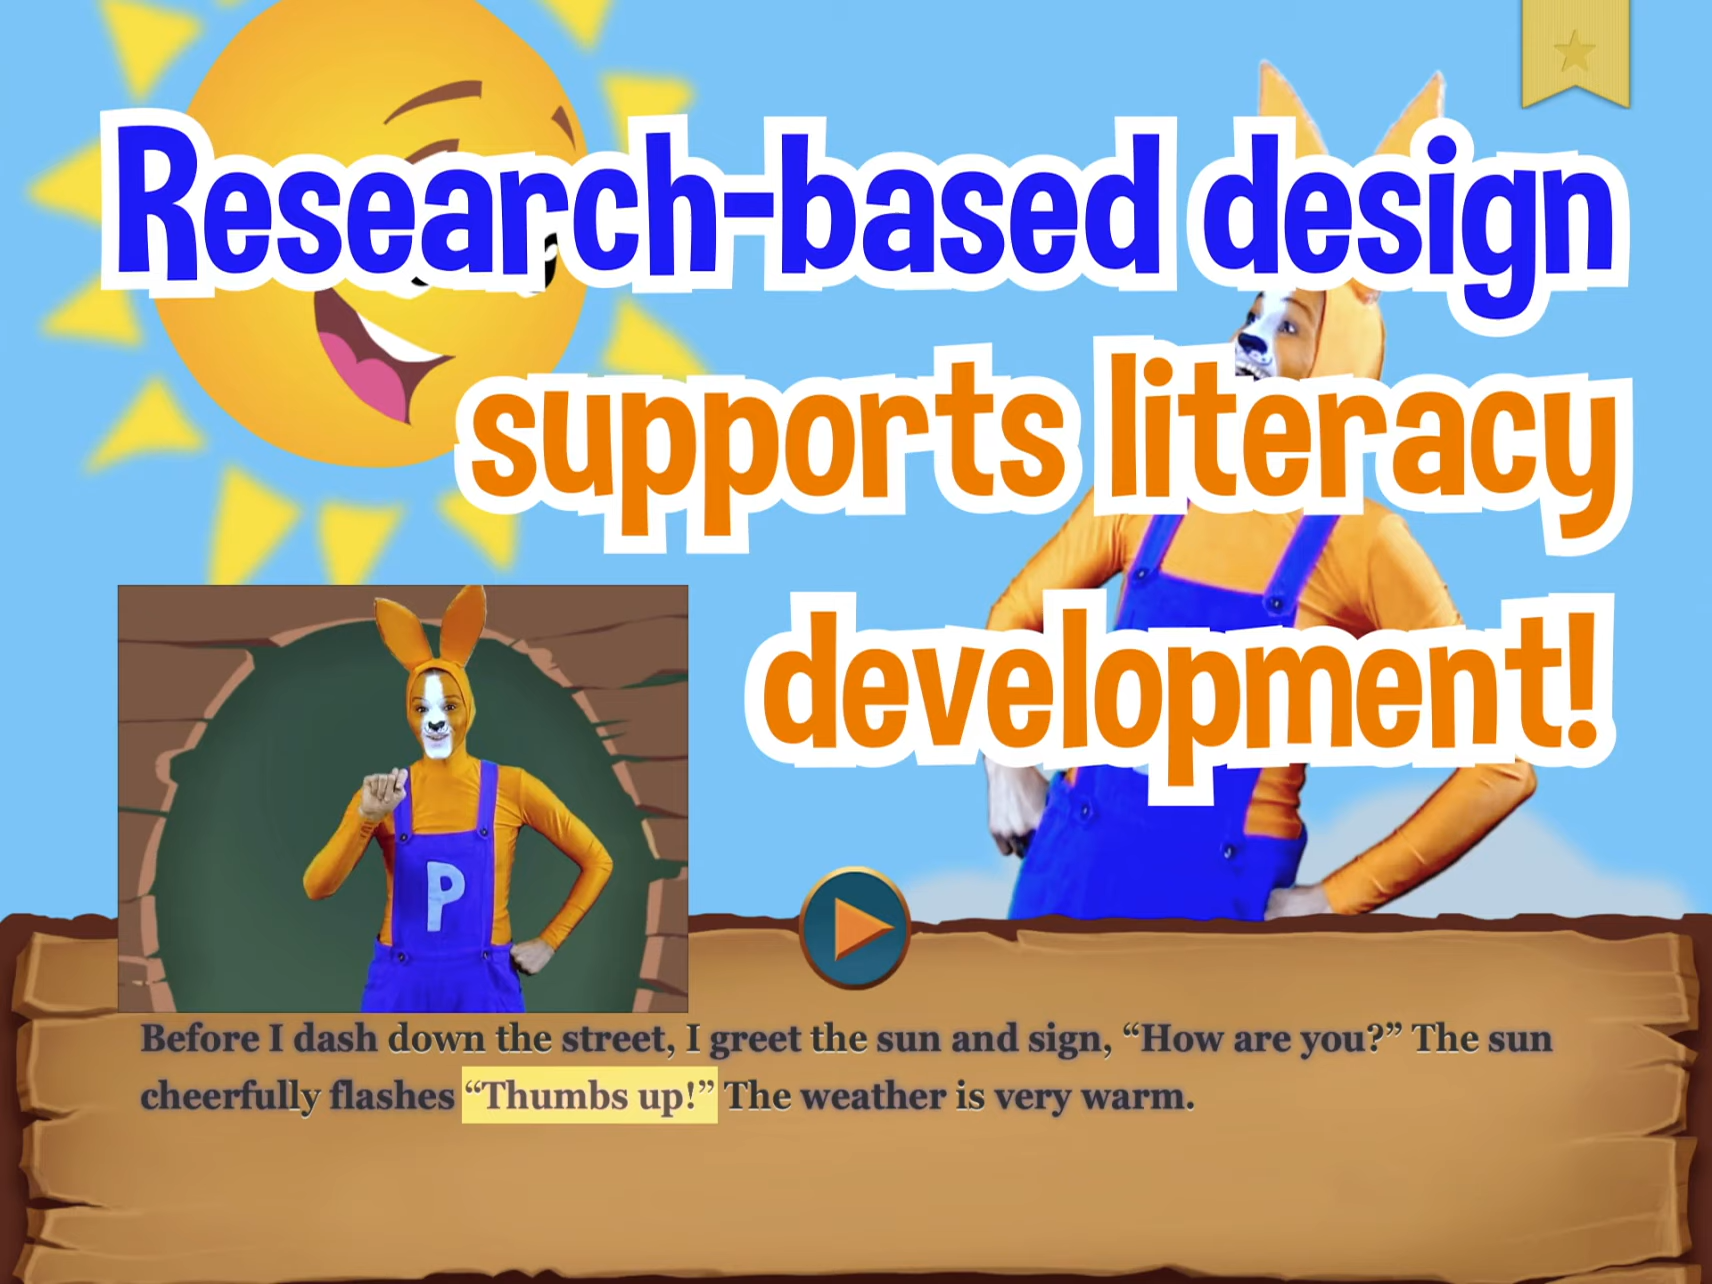 Research-based design
supports literacy
development!
P
Before I dash down the street, I greet the sun and sign, “How are you?” The sun
cheerfully flashes “Thumbs up!” The weather is very warm.